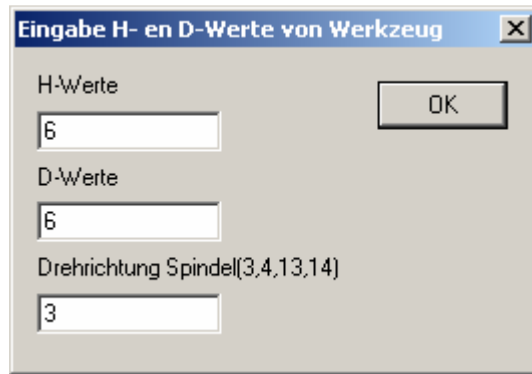 Eingabe H- en D-Werte von Werkzeug
H-Werte
OK
6
D-Werte
6
Drehrichtung Spindel(3,4,13,14)
3